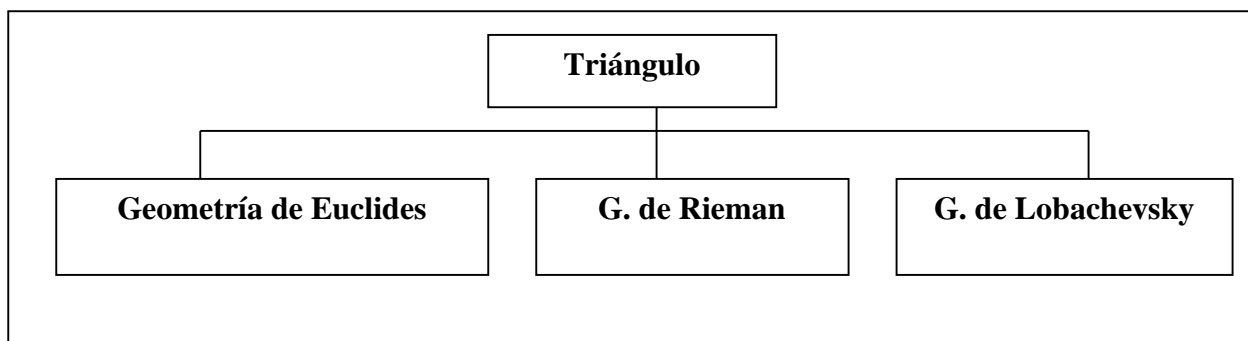 Triángulo
Geometría de Euclides
G. de Rieman
G. de Lobachevsky